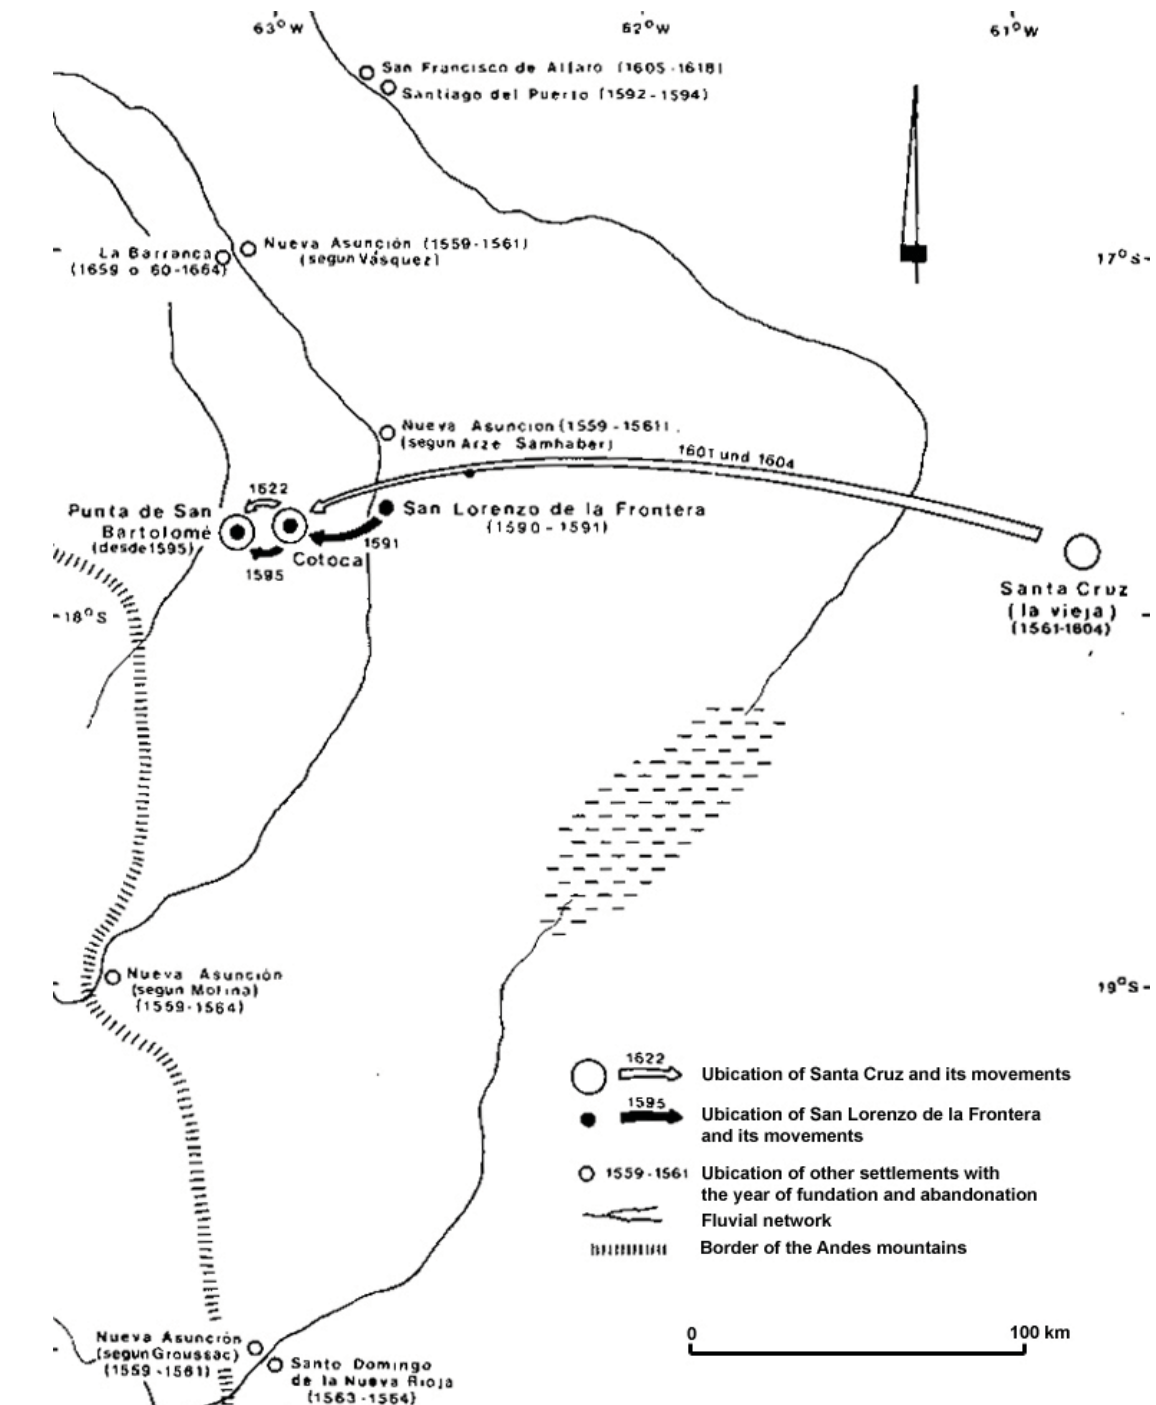 63°W
62°W
61°W
San Francisco de Alfaro (1605-1618)
Santiago del Puerto (1592-1594)
Nueva Asunción (1559-1561)
(segun Vásquez)
La Barranca
(1659 o 60-1664)
17°S
Nueva Asunción (1559-1561)
(segun Arze Samhaber)
1601 und 1604
1622
Punta de San
Bartolomé
(desde 1595)
San Lorenzo de la Frontera
(1590-1591)
1591
Cotoca
1595
Santa Cruz
(la vieja)
(1561-1604)
18°S
Nueva Asunción
(segun Molina)
(1559-1564)
19°S
1622
Ubication of Santa Cruz and its movements
1595
Ubication of San Lorenzo de la Frontera
and its movements
1559-1561 Ubication of other settlements with
the year of fundation and abandonation
Fluvial network
Border of the Andes mountains
0
100 km
Nueva Asunción
(segun Groussac)
(1559-1561)
Santo Domingo
de la Nueva Rioja
(1563-1564)